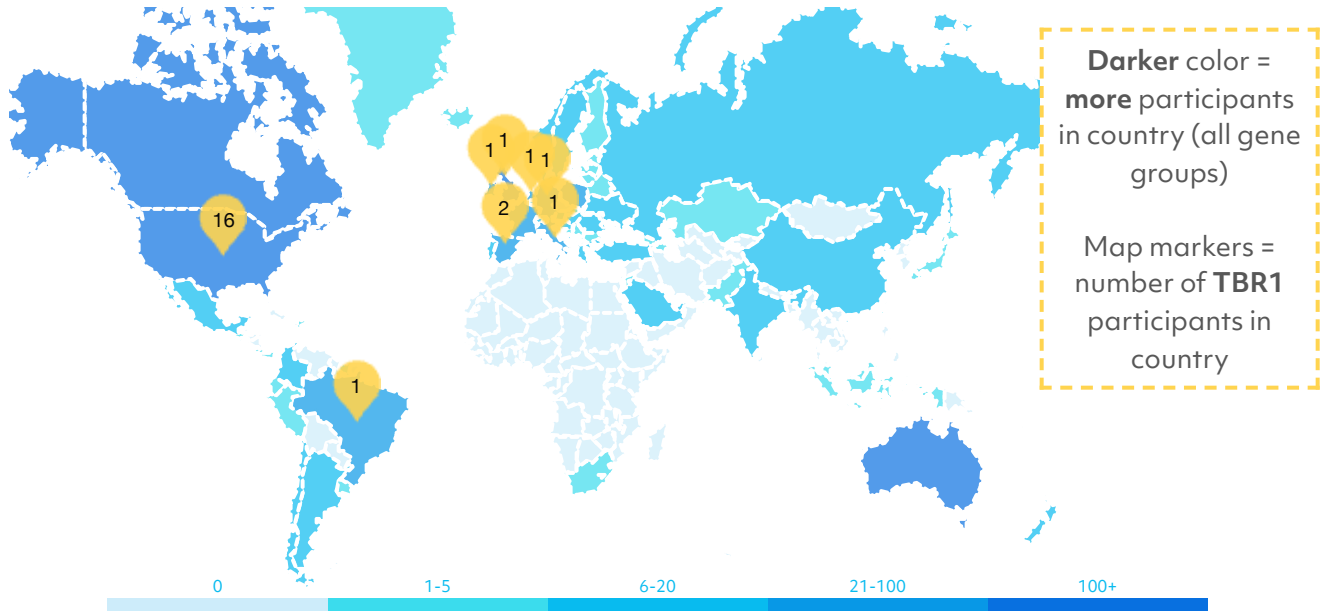 Darker color =
more participants
in country (all gene
groups)
Map markers =
number of TBR1
participants in
country
1
1
1
1
16
2
1
1
0
1-5
6-20
21-100
100+